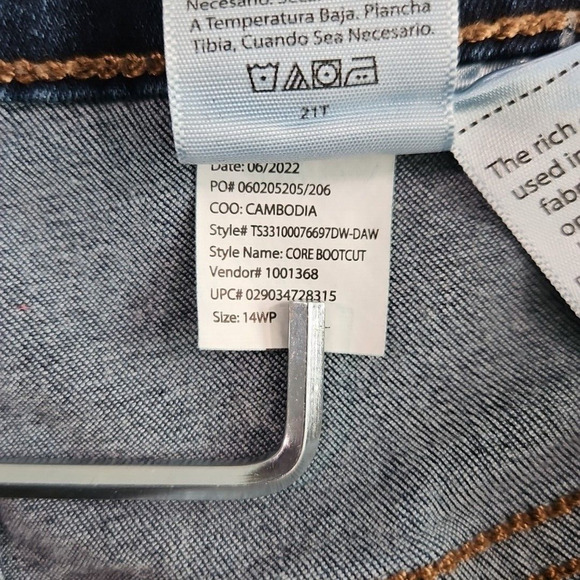 Necesario. Secar
A Temperatura Baja. Plancha
Tibia, Cuando Sea Necesario.
21T
Date: 06/2022
PO# 060205205/206
COO: CAMBODIA
Style# TS33100076697DW-DAW
Style Name: CORE BOOTCUT
Vendor# 1001368
UPC# 029034728315
Size: 14WP
The rich
used in
fab
or